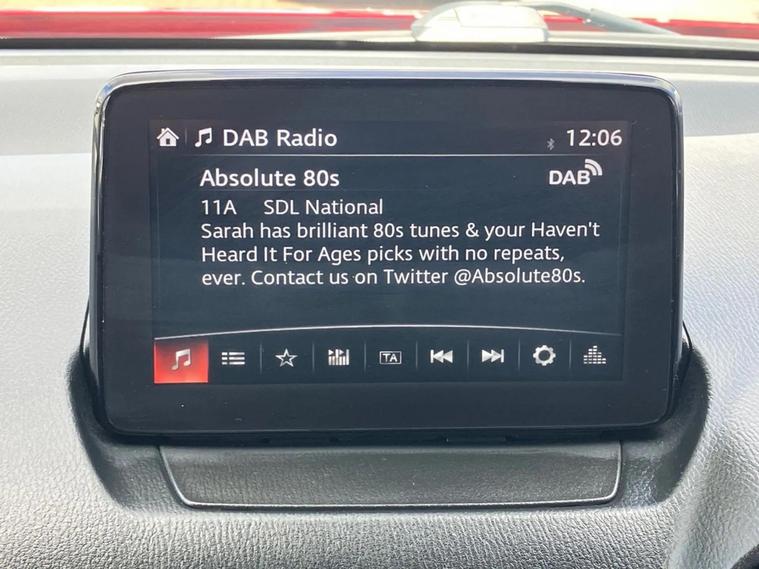 DAB Radio 12:06
Absolute 80s DAB
11A SDL National
Sarah has brilliant 80s tunes & your Haven't
Heard It For Ages picks with no repeats,
ever. Contact us on Twitter @Absolute80s.
TA